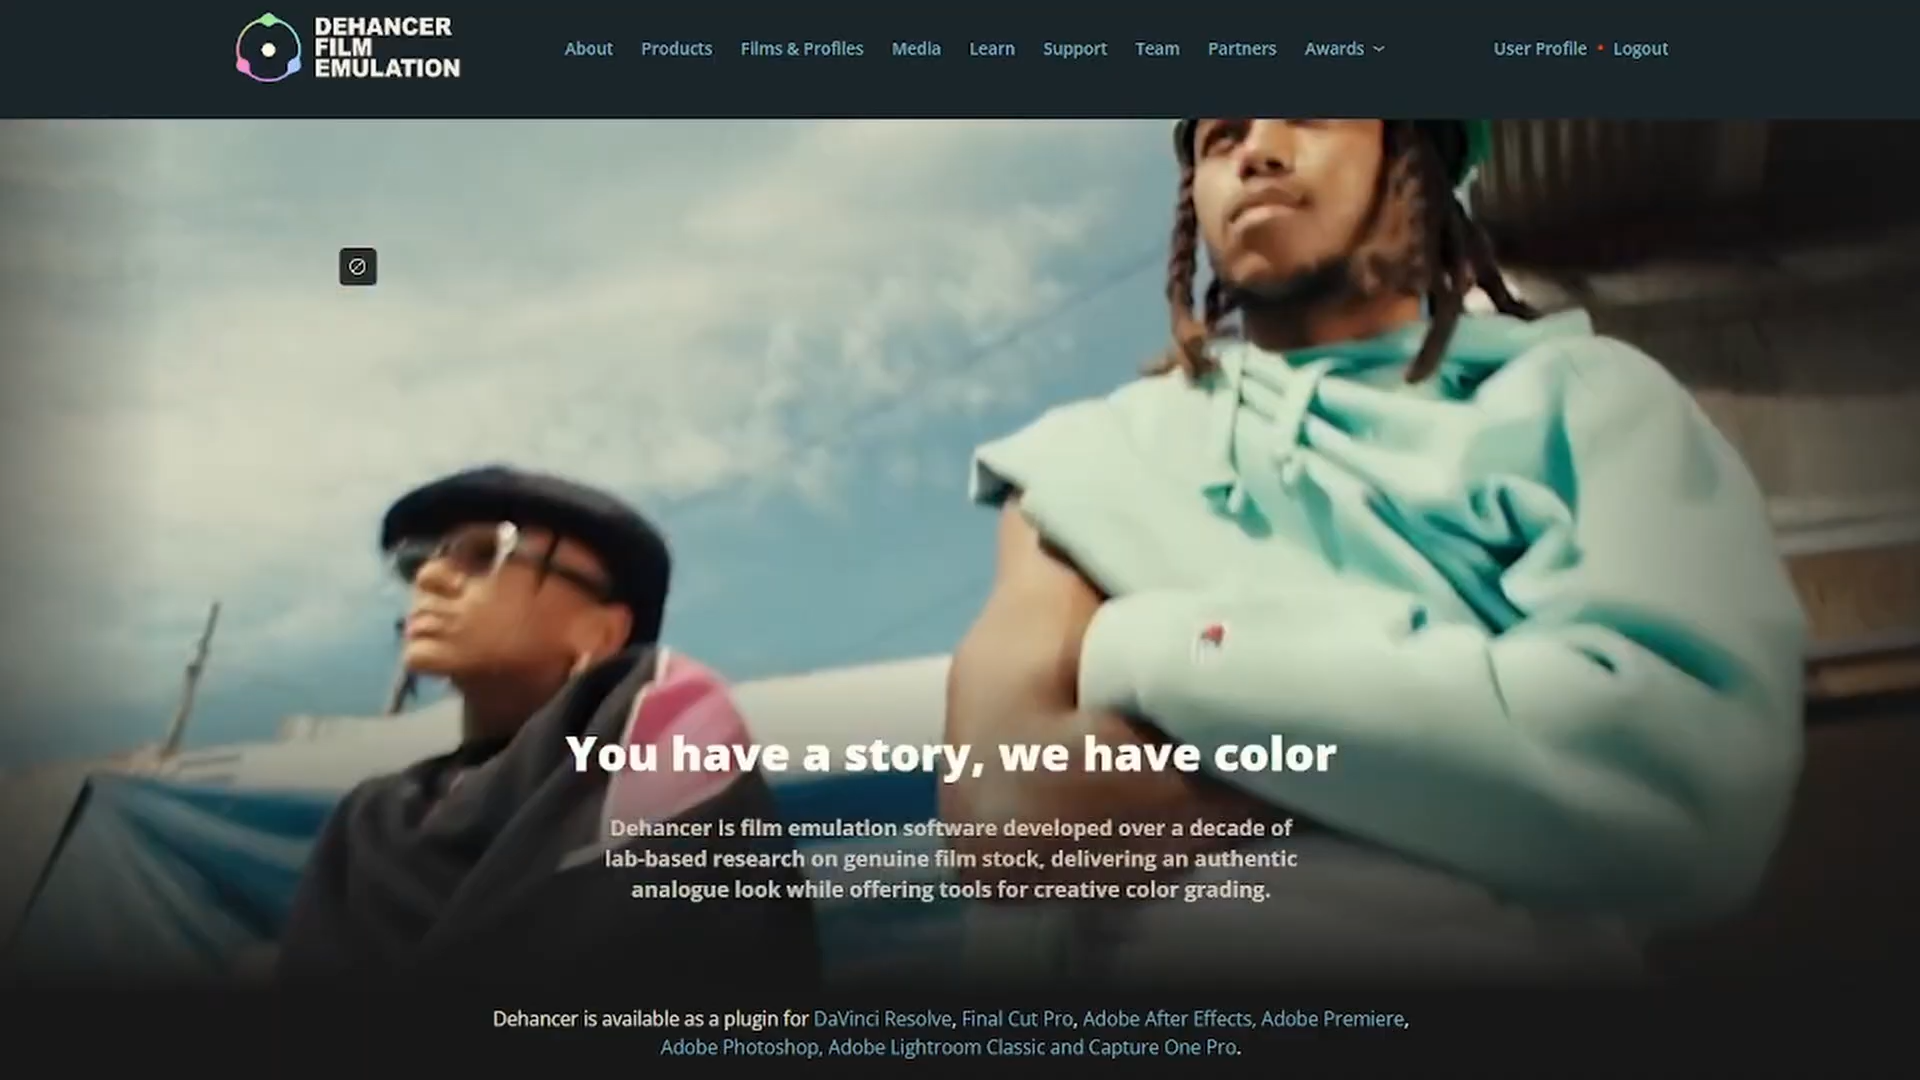 DEHANCER
FILM
EMULATION
About Products Films & Profiles Media Learn Support Team Partners Awards User Profile • Logout
You have a story, we have color
Dehancer is film emulation software developed over a decade of
lab-based research on genuine film stock, delivering an authentic
analogue look while offering tools for creative color grading.
Dehancer is available as a plugin for DaVinci Resolve, Final Cut Pro, Adobe After Effects, Adobe Premiere,
Adobe Photoshop, Adobe Lightroom Classic and Capture One Pro.